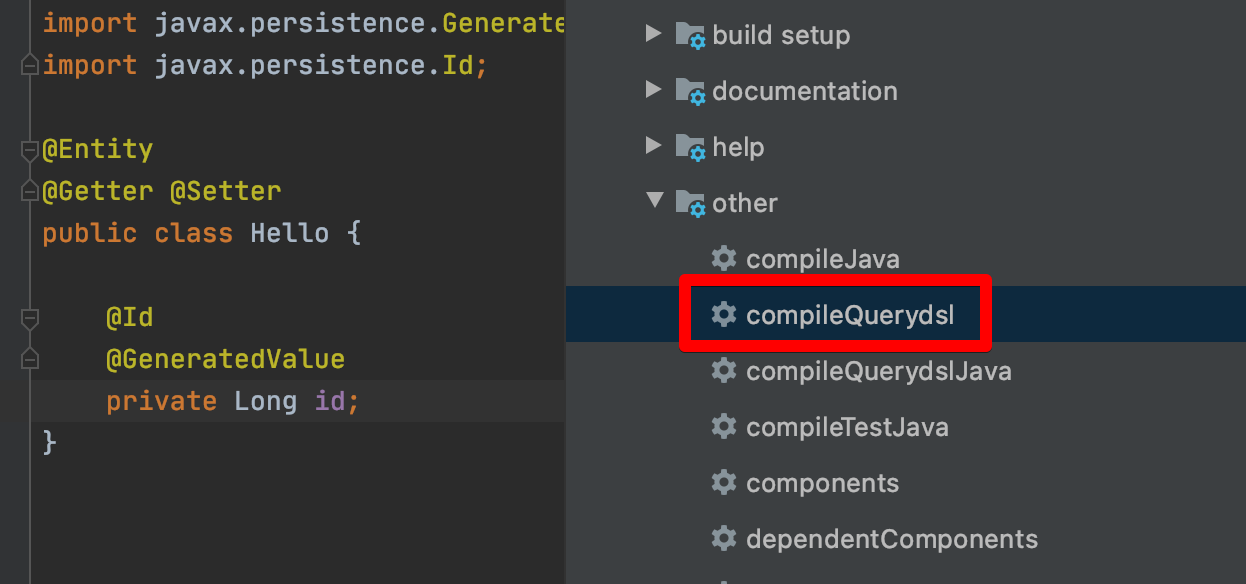 import javax.persistence.Generate
import javax.persistence.Id;
@Entity
@Getter @Setter
public class Hello {
@Id
@GeneratedValue
private Long id;
}
build setup
documentation
help
other
compileJava
compileQuerydsl
compileQuerydslJava
compileTestJava
components
dependentComponents